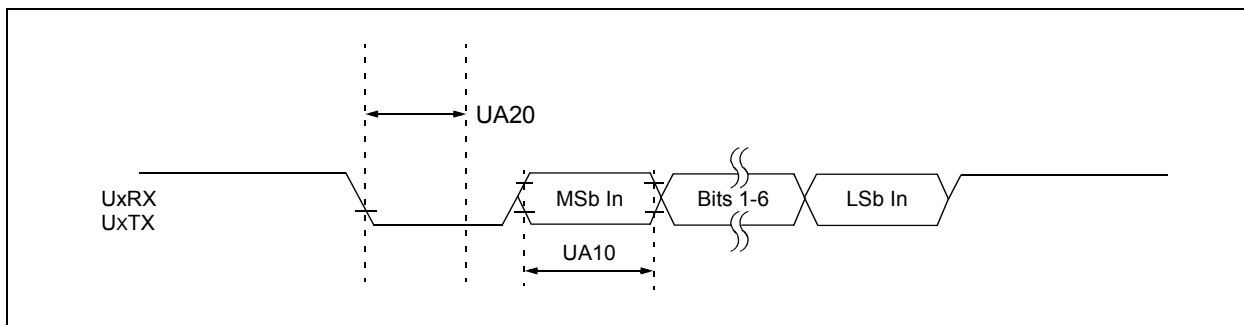 UA20
UxRX
UxTX
MSb In
Bits 1-6
LSb In
UA10